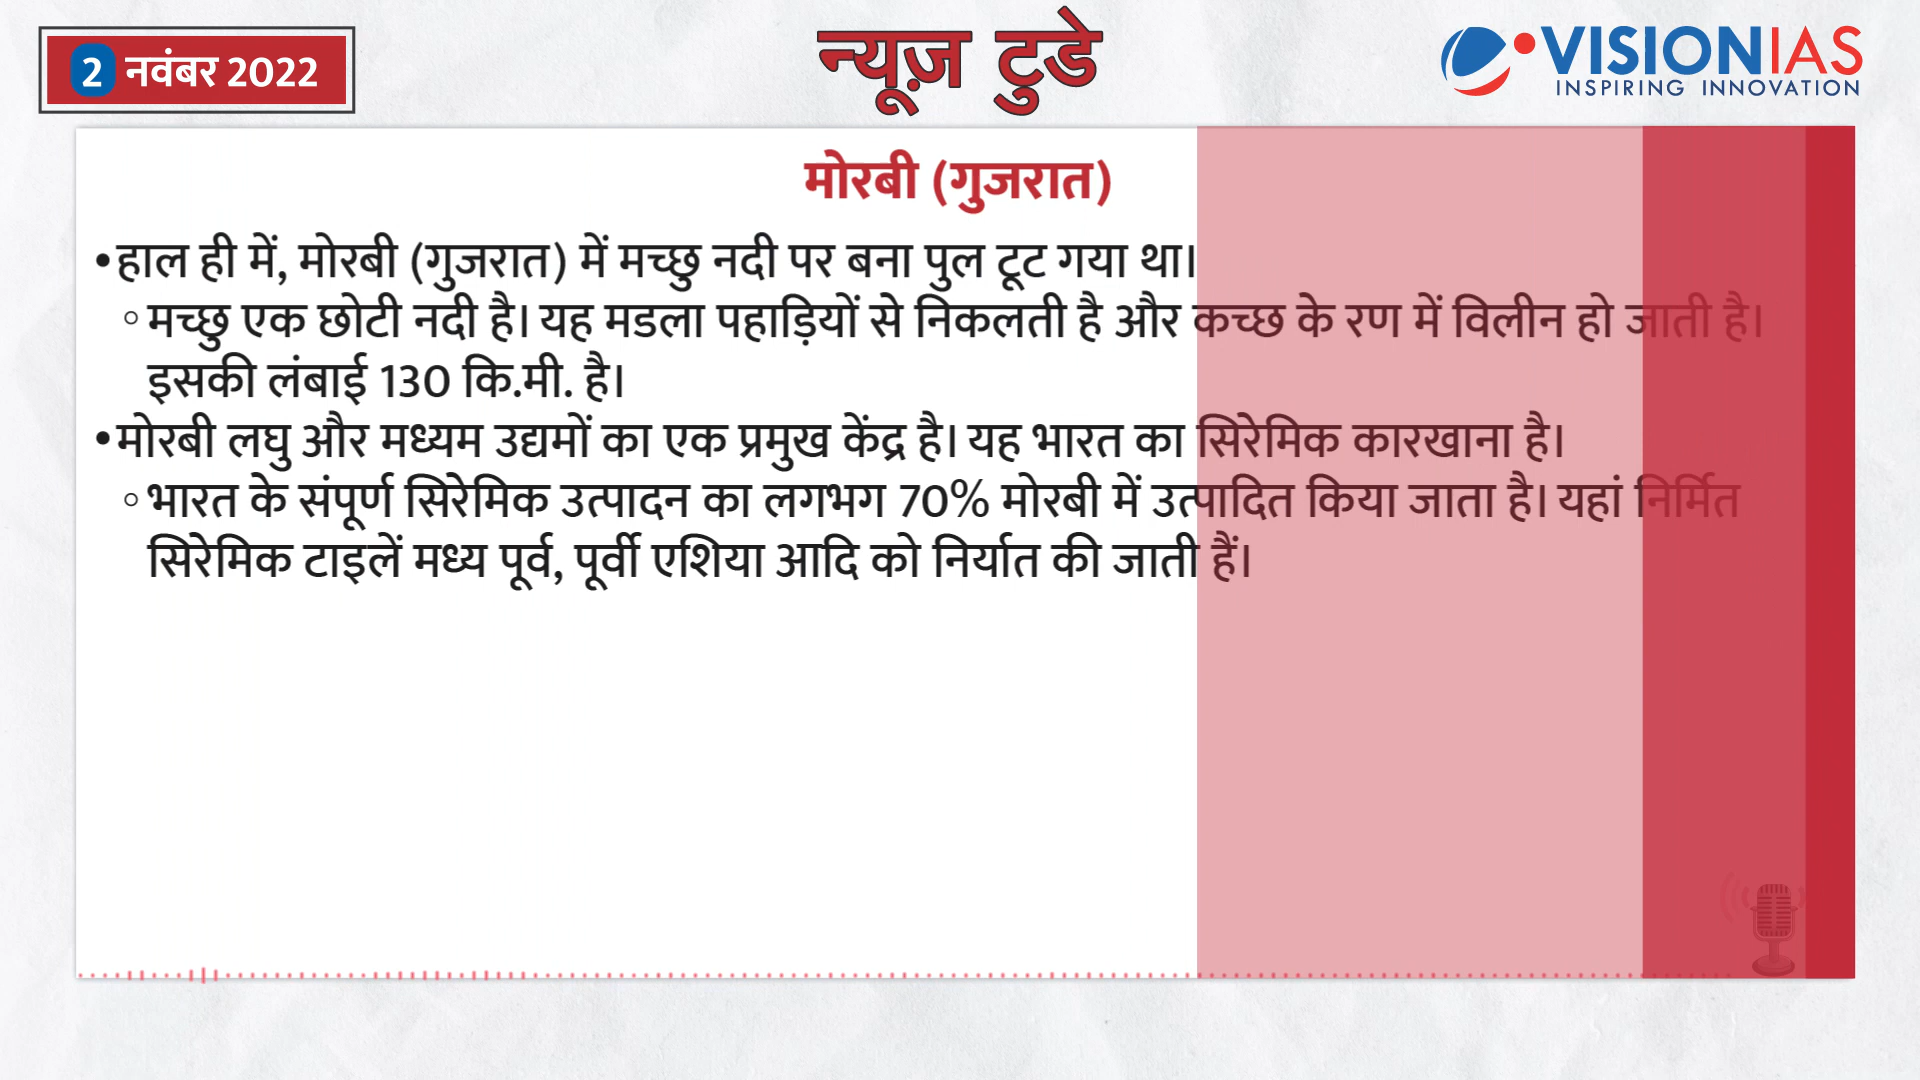 2 नवंबर 2022
न्यूज़ टुडे
VISIONIAS
INSPIRING INNOVATION
मोरबी (गुजरात)
•हाल ही में, मोरबी (गुजरात) में मच्छु नदी पर बना पुल टूट गया था।
◦मच्छु एक छोटी नदी है। यह मडला पहाड़ियों से निकलती है और कच्छ के रण में विलीन हो जाती है।
इसकी लंबाई 130 कि.मी. है।
•मोरबी लघु और मध्यम उद्यमों का एक प्रमुख केंद्र है। यह भारत का सिरेमिक कारखाना है।
◦भारत के संपूर्ण सिरेमिक उत्पादन का लगभग 70% मोरबी में उत्पादित किया जाता है। यहां निर्मित
सिरेमिक टाइलें मध्य पूर्व, पूर्वी एशिया आदि को निर्यात की जाती हैं।